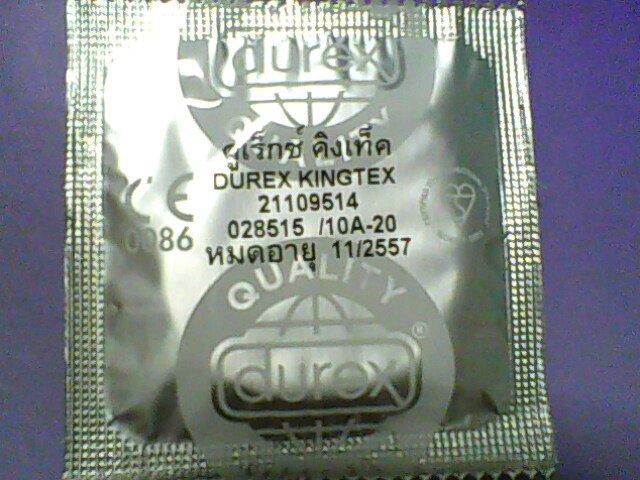 durex
QUALITY
ดูเร็กซ์ คิงเท็ค
DUREX KINGTEX
21109514
028515 /10A-20
หมดอายุ 11/2557
CE
0086
QUALITY
durex ®